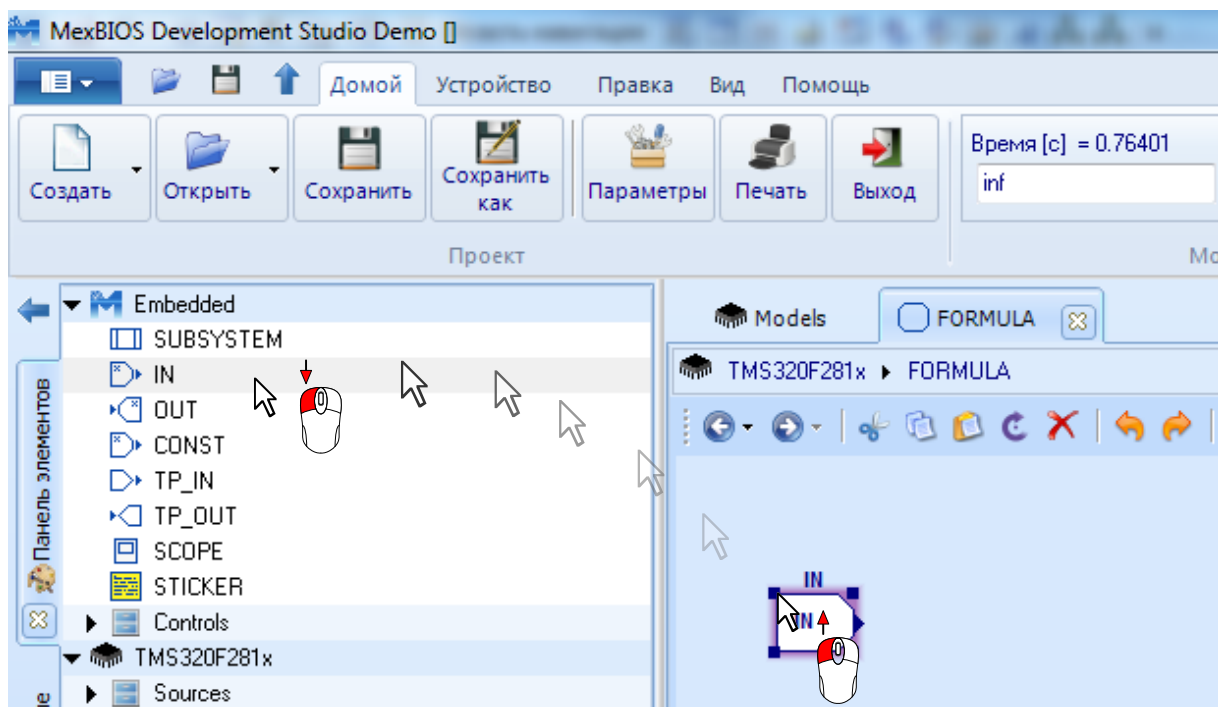 MexBIOS Development Studio Demo []
Домой Устройство Правка Вид Помощь
Создать
Открыть
Сохранить
Сохранить
как
Параметры
Печать
Выход
Время [с] = 0.76401
inf
Проект
Мо
Embedded
SUBSYSTEM
IN
OUT
CONST
TP_IN
TP_OUT
SCOPE
STICKER
Controls
TMS320F281x
Sources
Панель элементов
ие
Models
FORMULA
TMS320F281x FORMULA
IN
IN